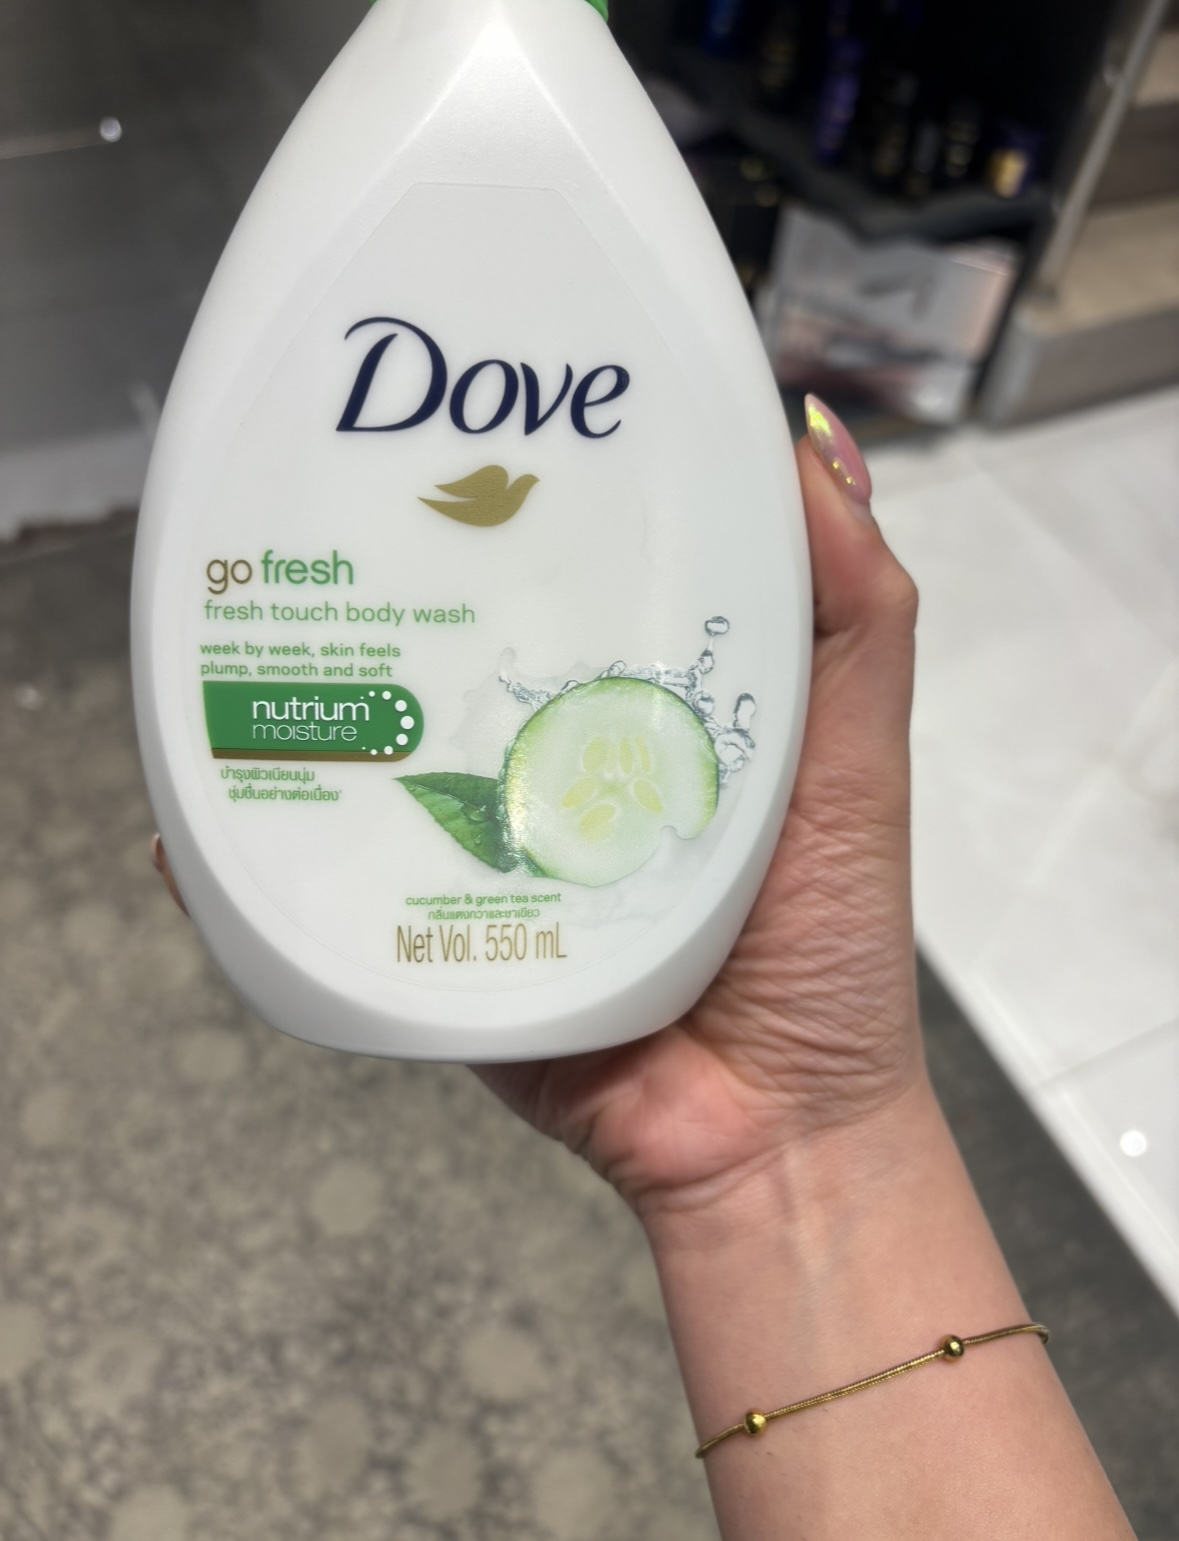 Dove
go fresh
fresh touch body wash
week by week, skin feels
plump, smooth and soft
nutrium
moisture
บำรุงผิวเนียนนุ่ม
ชุ่มชื่นอย่างต่อเนื่อง*
cucumber & green tea scent
กลิ่นแตงกวาและชาเขียว
Net Vol. 550 mL